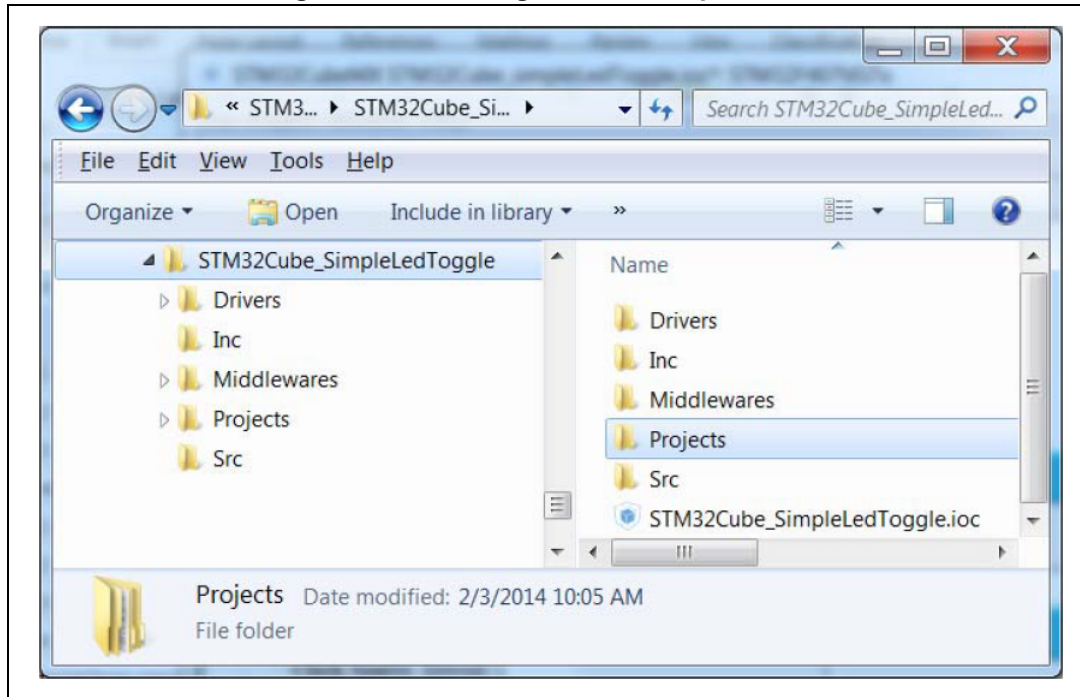 « STM3... ▸ STM32Cube_Si... ▸ Search STM32Cube_SimpleLed...
File Edit View Tools Help
Organize Open Include in library »
STM32Cube_SimpleLedToggle
Drivers
Inc
Middlewares
Projects
Src
Name
Drivers
Inc
Middlewares
Projects
Src
STM32Cube_SimpleLedToggle.ioc
Projects Date modified: 2/3/2014 10:05 AM
File folder